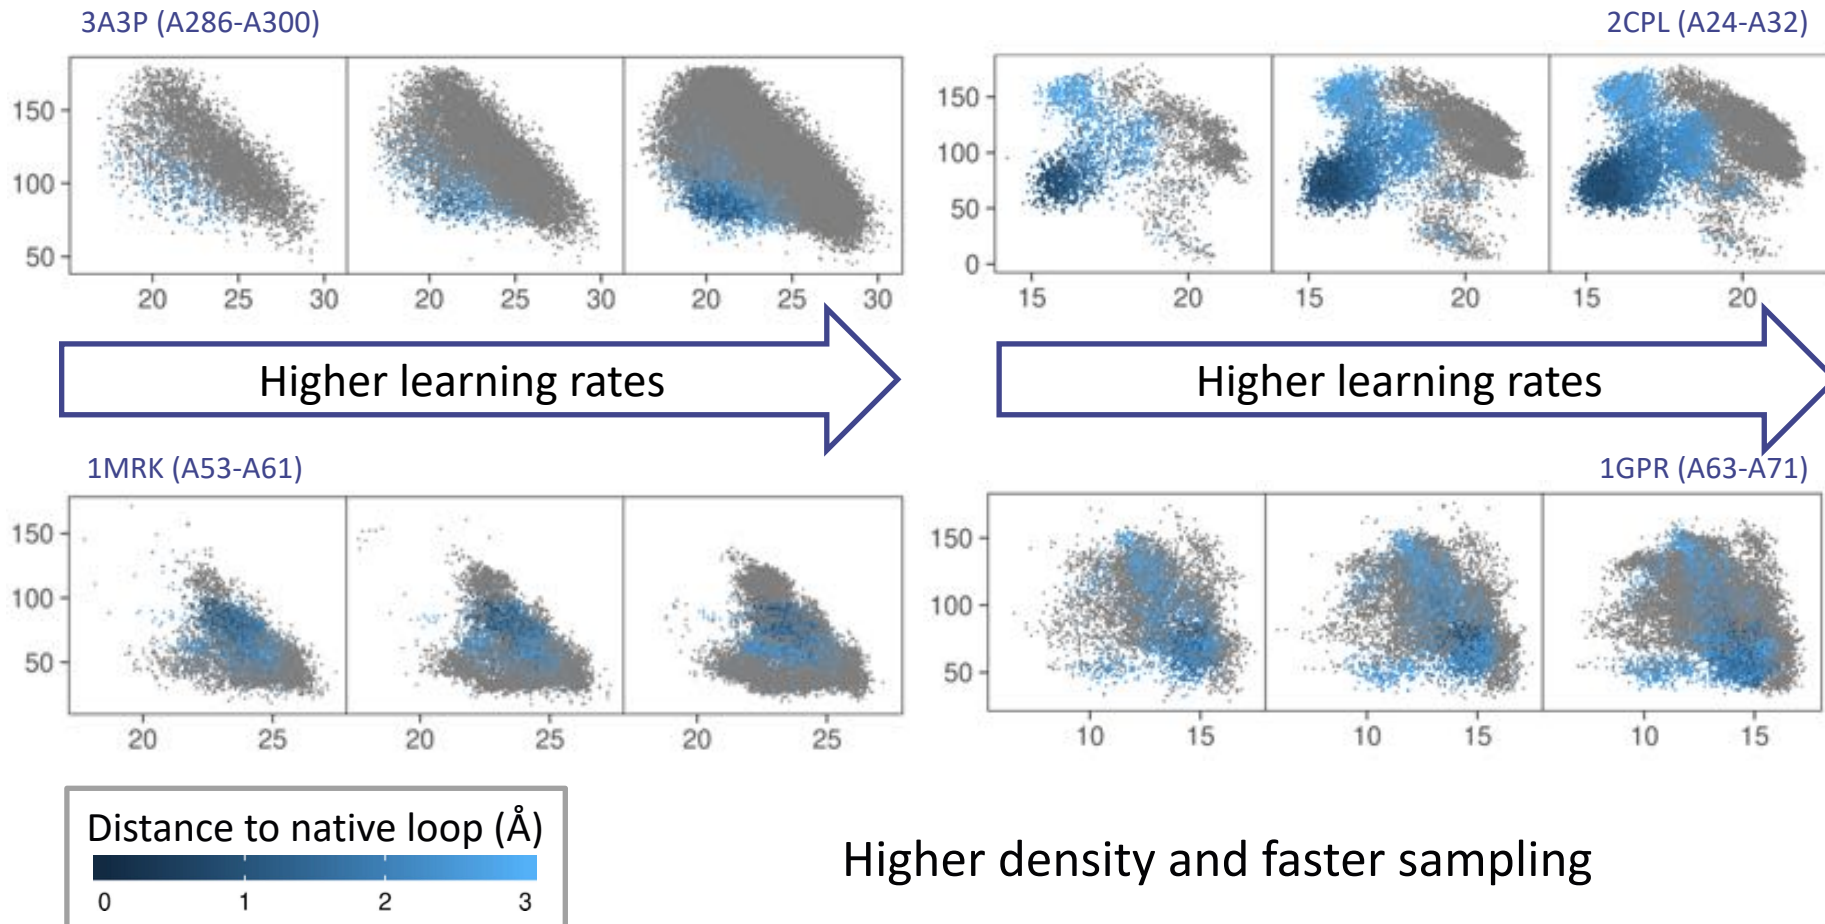 3A3P (A286-A300)
2CPL (A24-A32)
150
100
50
20 25 30 20 25 30 20 25 30
150
100
50
0
15 20 15 20 15 20
Higher learning rates
Higher learning rates
1MRK (A53-A61)
1GPR (A63-A71)
150
100
50
20 25 20 25 20 25
150
100
50
10 15 10 15 10 15
Distance to native loop (Å)
0 1 2 3
Higher density and faster sampling